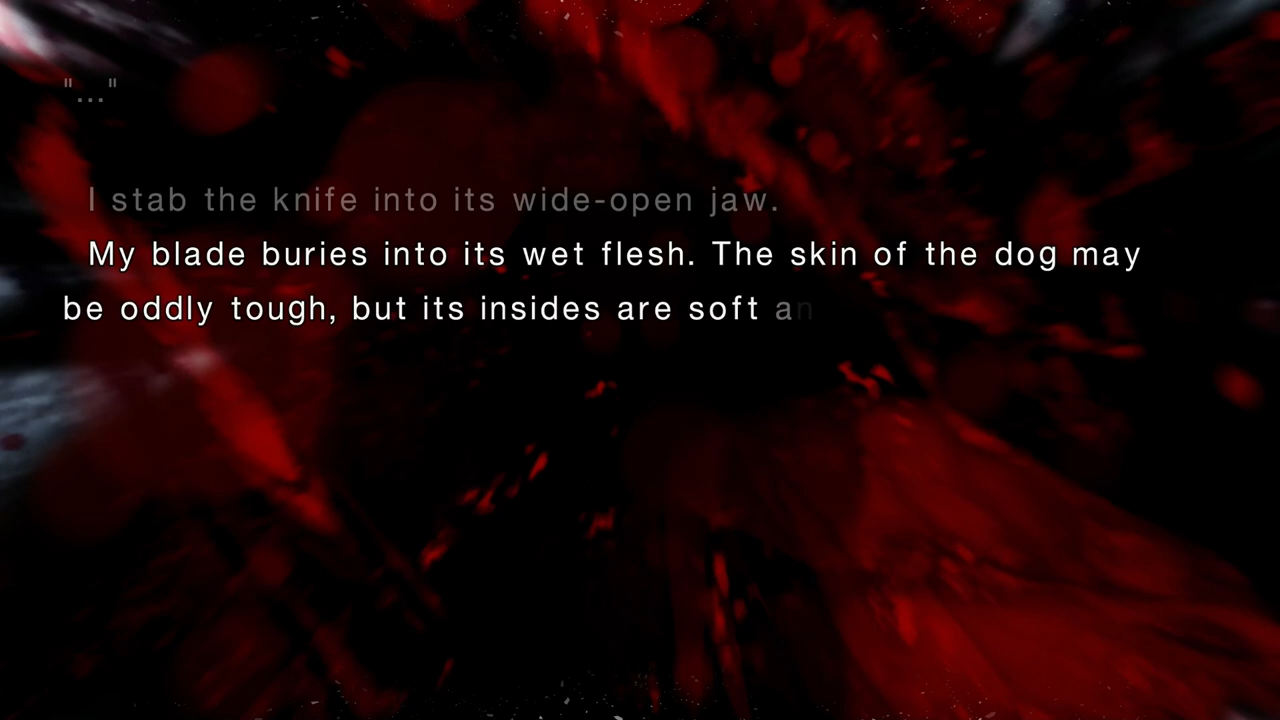 "..."
I stab the knife into its wide-open jaw.
My blade buries into its wet flesh. The skin of the dog may
be oddly tough, but its insides are soft an